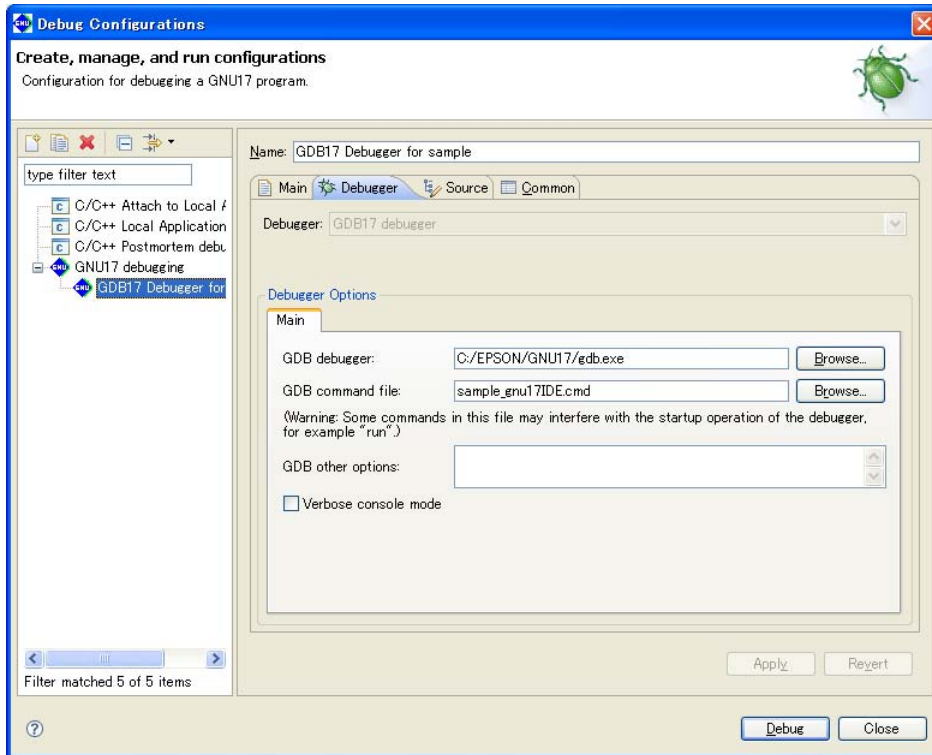 GNU Debug Configurations
Create, manage, and run configurations
Configuration for debugging a GNU17 program.
type filter text
C/C++ Attach to Local A
C/C++ Local Application
C/C++ Postmortem debu
GNU17 debugging
GDB17 Debugger for
Filter matched 5 of 5 items
Name: GDB17 Debugger for sample
Main Debugger Source Common
Debugger: GDB17 debugger
Debugger Options
Main
GDB debugger: C:/EPSON/GNU17/gdb.exe Browse...
GDB command file: sample_gnu17IDE.cmd Browse...
(Warning: Some commands in this file may interfere with the startup operation of the debugger,
for example "run".)
GDB other options:
Verbose console mode
Apply Revert
Debug Close